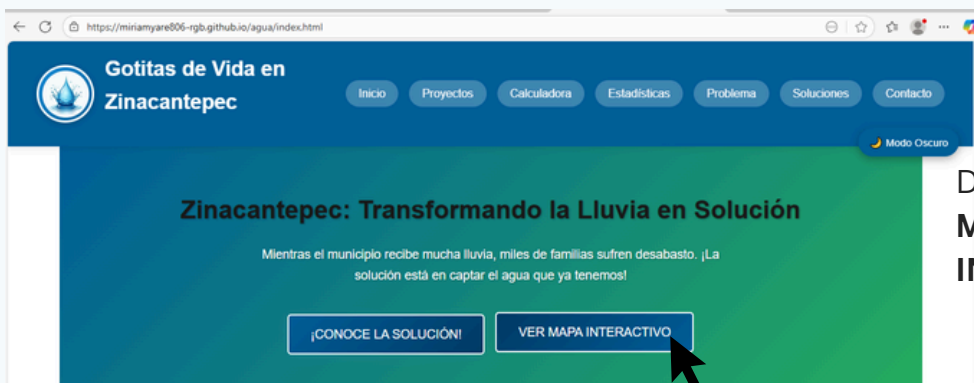 https://miriamyare806-rgb.github.io/agua/index.html
Gotitas de Vida en
Zinacantepec
Inicio
Proyectos
Calculadora
Estadísticas
Problema
Soluciones
Contacto
Modo Oscuro
Zinacantepec: Transformando la Lluvia en Solución
Mientras el municipio recibe mucha lluvia, miles de familias sufren desabasto. ¡La
solución está en captar el agua que ya tenemos!
¡CONOCE LA SOLUCIÓN!
VER MAPA INTERACTIVO